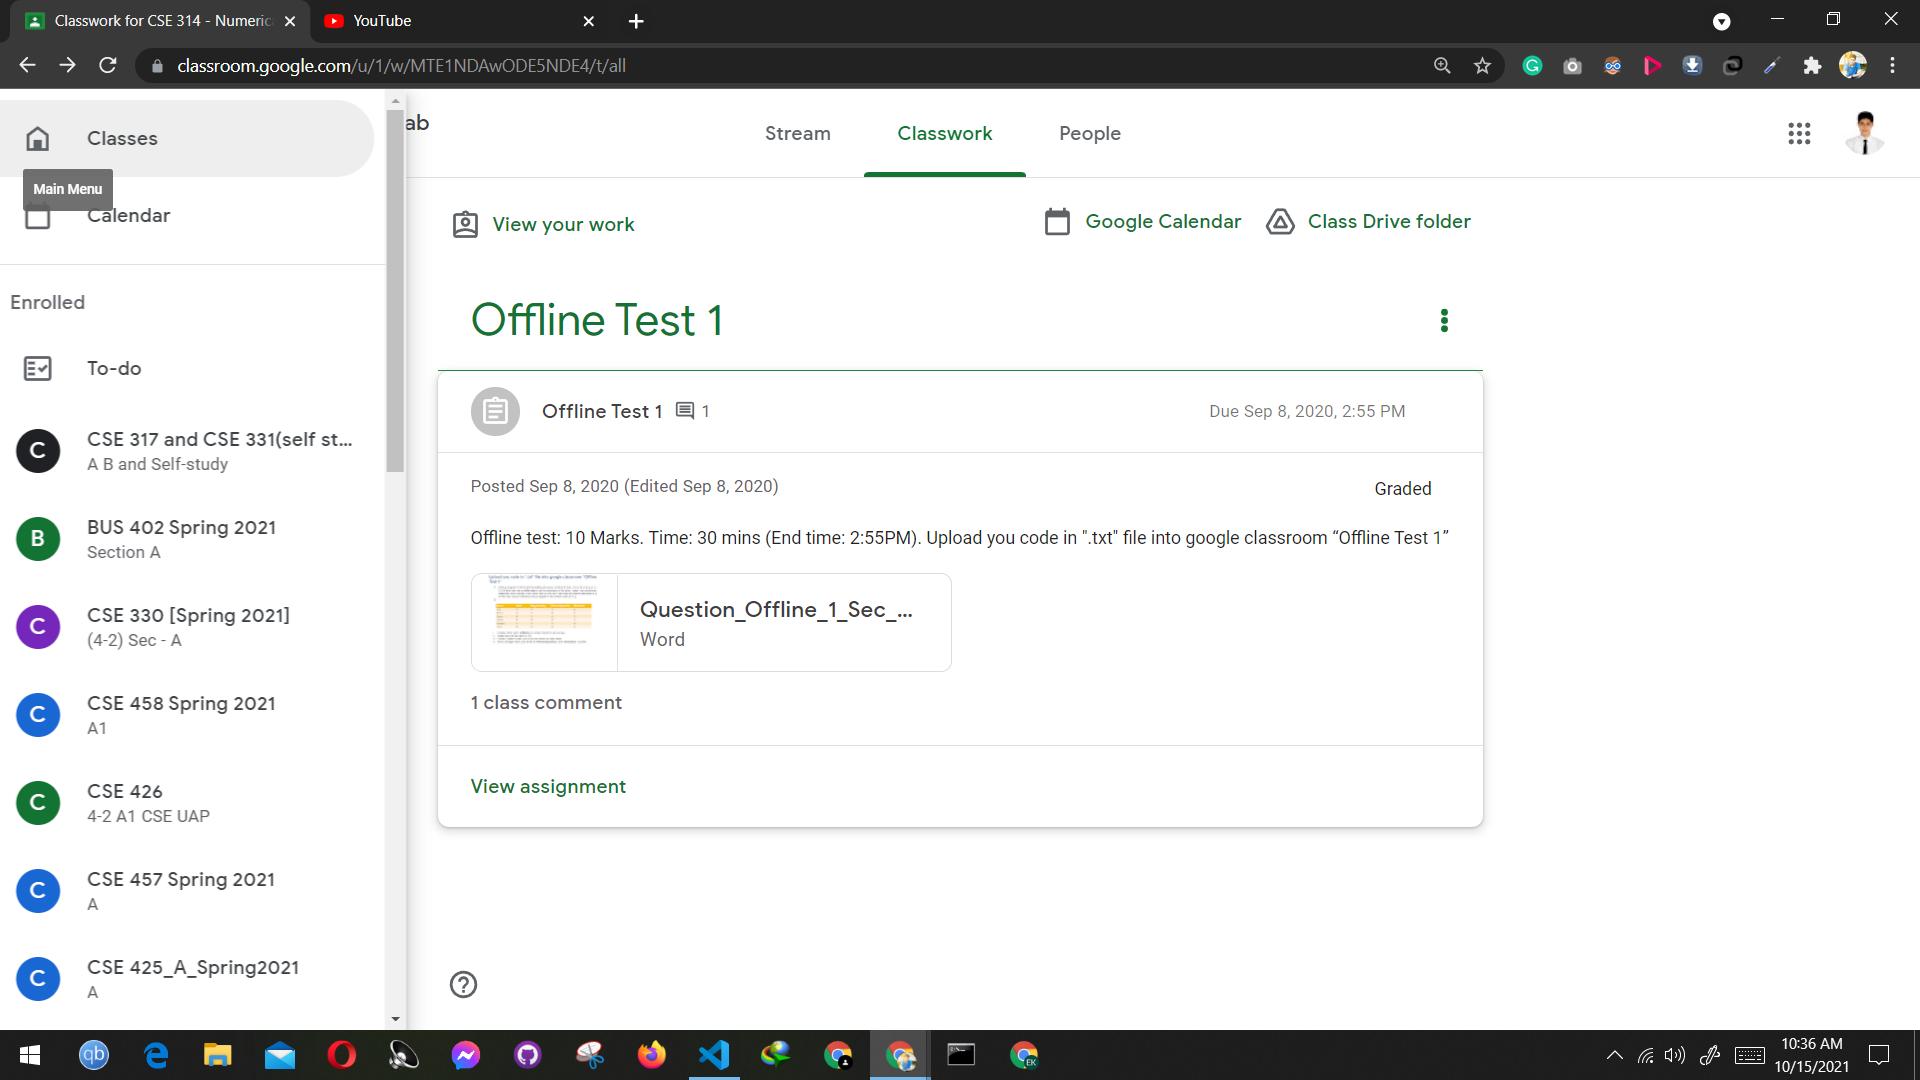 Classwork for CSE 314 - Numeric
YouTube
classroom.google.com/u/1/w/MTE1NDAwODE5NDE4/t/all
Classes
Main Menu
Calendar
Enrolled
To-do
C
CSE 317 and CSE 331(self st...
A B and Self-study
B
BUS 402 Spring 2021
Section A
C
CSE 330 [Spring 2021]
(4-2) Sec - A
C
CSE 458 Spring 2021
A1
C
CSE 426
4-2 A1 CSE UAP
C
CSE 457 Spring 2021
A
C
CSE 425_A_Spring2021
A
ab
Stream
Classwork
People
View your work
Google Calendar
Class Drive folder
Offline Test 1
Offline Test 1
1
Due Sep 8, 2020, 2:55 PM
Posted Sep 8, 2020 (Edited Sep 8, 2020)
Graded
Offline test: 10 Marks. Time: 30 mins (End time: 2:55PM). Upload you code in ".txt" file into google classroom “Offline Test 1”
Question_Offline_1_Sec_...
Word
1 class comment
View assignment
qb
EK
10:36 AM
10/15/2021